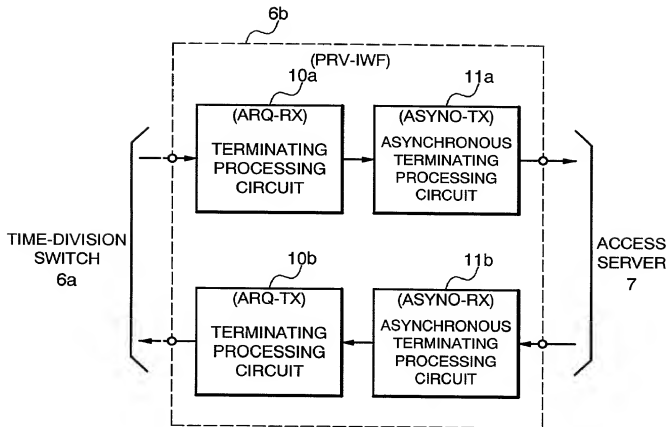 6b
(PRV-IWF)
10a
11a
(ARQ-RX)
TERMINATING
PROCESSING
CIRCUIT
(ASYNO-TX)
ASYNCHRONOUS
TERMINATING
PROCESSING
CIRCUIT
TIME-DIVISION
SWITCH
6a
ACCESS
SERVER
7
10b
11b
(ARQ-TX)
TERMINATING
PROCESSING
CIRCUIT
(ASYNO-RX)
ASYNCHRONOUS
TERMINATING
PROCESSING
CIRCUIT